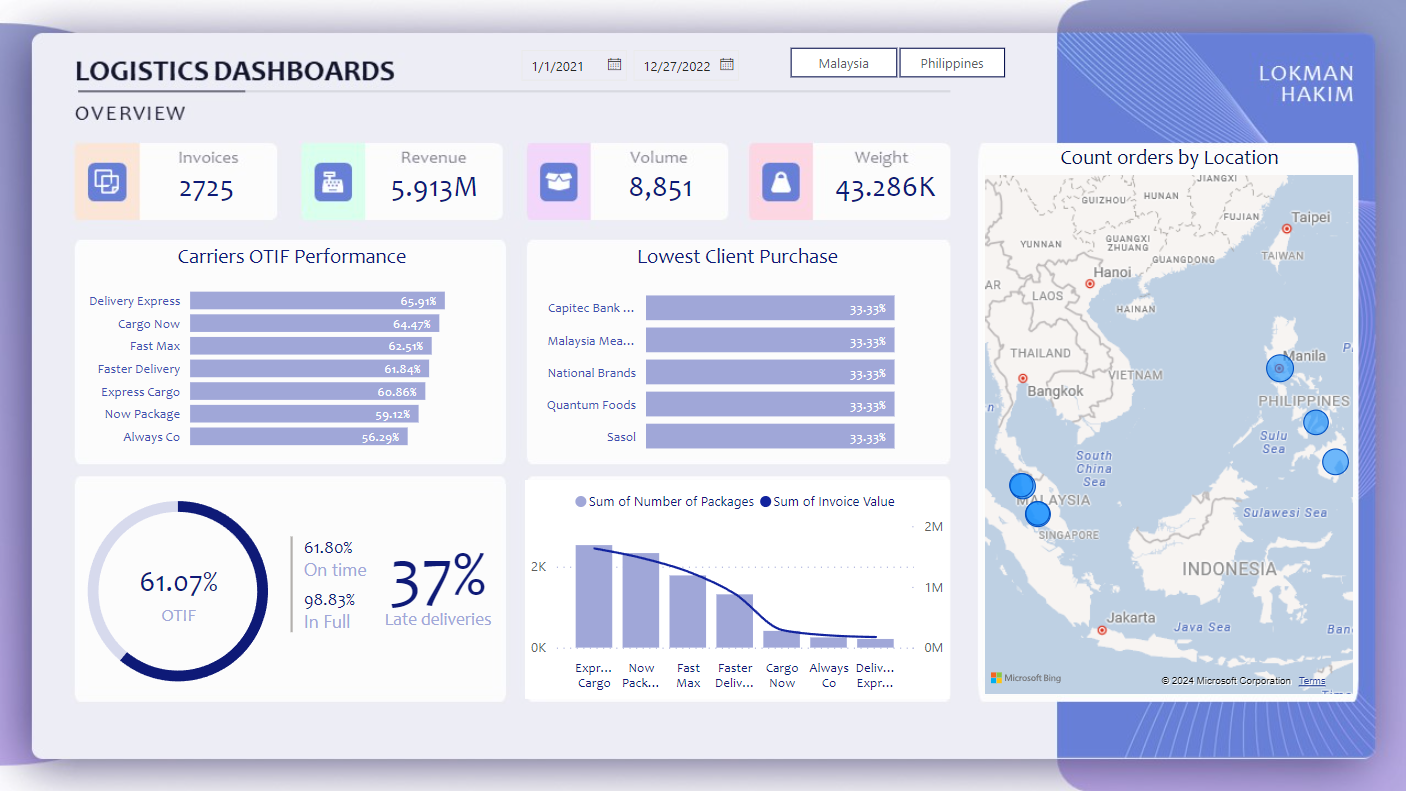 LOGISTICS DASHBOARDS
1/1/2021
12/27/2022
Malaysia
Philippines
LOKMAN
HAKIM
OVERVIEW
Invoices
2725
Revenue
5.913M
Volume
8,851
Weight
43.286K
Carriers OTIF Performance
Delivery Express 65.91%
Cargo Now 64.47%
Fast Max 62.51%
Faster Delivery 61.84%
Express Cargo 60.86%
Now Package 59.12%
Always Co 56.29%
Lowest Client Purchase
Capitec Bank ... 33.33%
Malaysia Mea... 33.33%
National Brands 33.33%
Quantum Foods 33.33%
Sasol 33.33%
61.07%
OTIF
61.80%
On time
98.83%
In Full
37%
Late deliveries
Sum of Number of Packages
Sum of Invoice Value
2M
2K
1M
0K
0M
Expr...
Cargo
Now
Pack...
Fast
Max
Faster
Deliv...
Cargo
Now
Always
Co
Deliv...
Expr...
Count orders by Location
JIANGXI
GUIZHOU
HUNAN
FUJIAN
Taipei
YUNNAN
GUANGXI
ZHUANG
GUANGDONG
TAIWAN
Hanoi
AR
LAOS
HAINAN
THAILAND
Manila
VIETNAM
Bangkok
PHILIPPINES
Sulu
Sea
South
China
Sea
MALAYSIA
Sulawesi Sea
SINGAPORE
INDONESIA
Jakarta
Java Sea
Ban
Microsoft Bing
© 2024 Microsoft Corporation
Terms